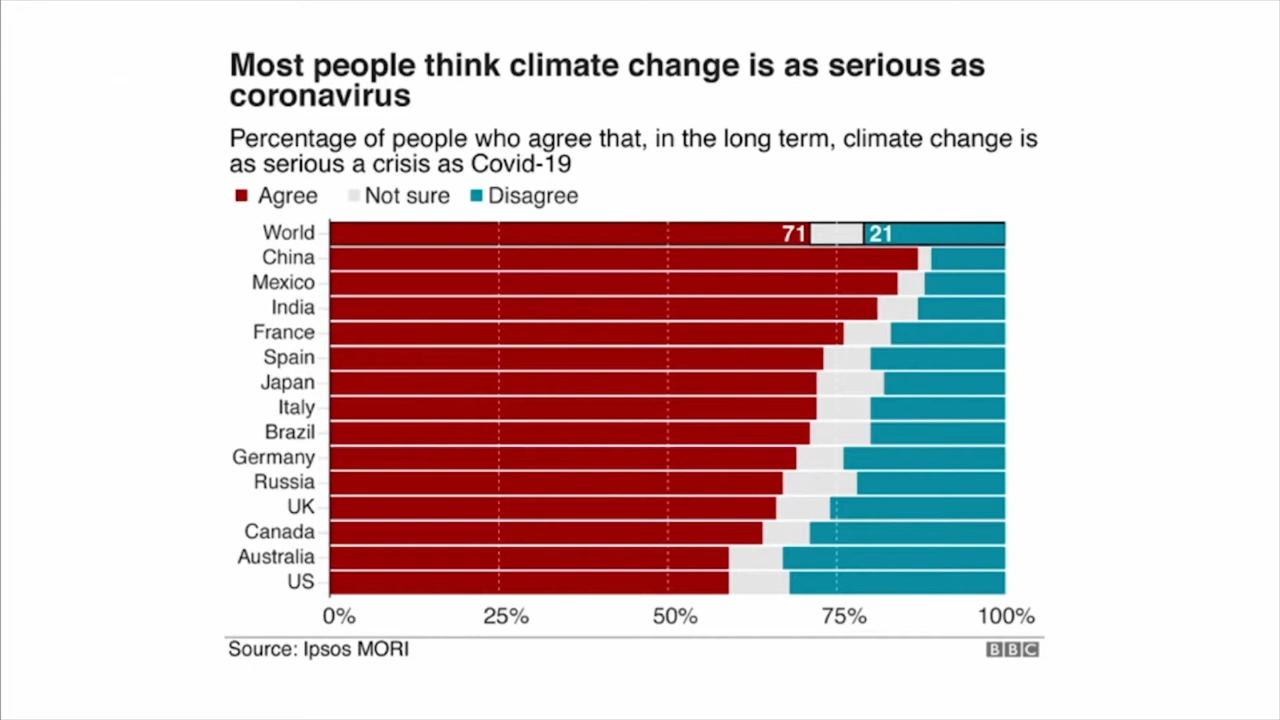 Most people think climate change is as serious as
coronavirus
Percentage of people who agree that, in the long term, climate change is
as serious a crisis as Covid-19
Agree Not sure Disagree
World 71 21
China
Mexico
India
France
Spain
Japan
Italy
Brazil
Germany
Russia
UK
Canada
Australia
US
0% 25% 50% 75% 100%
Source: Ipsos MORI BBC